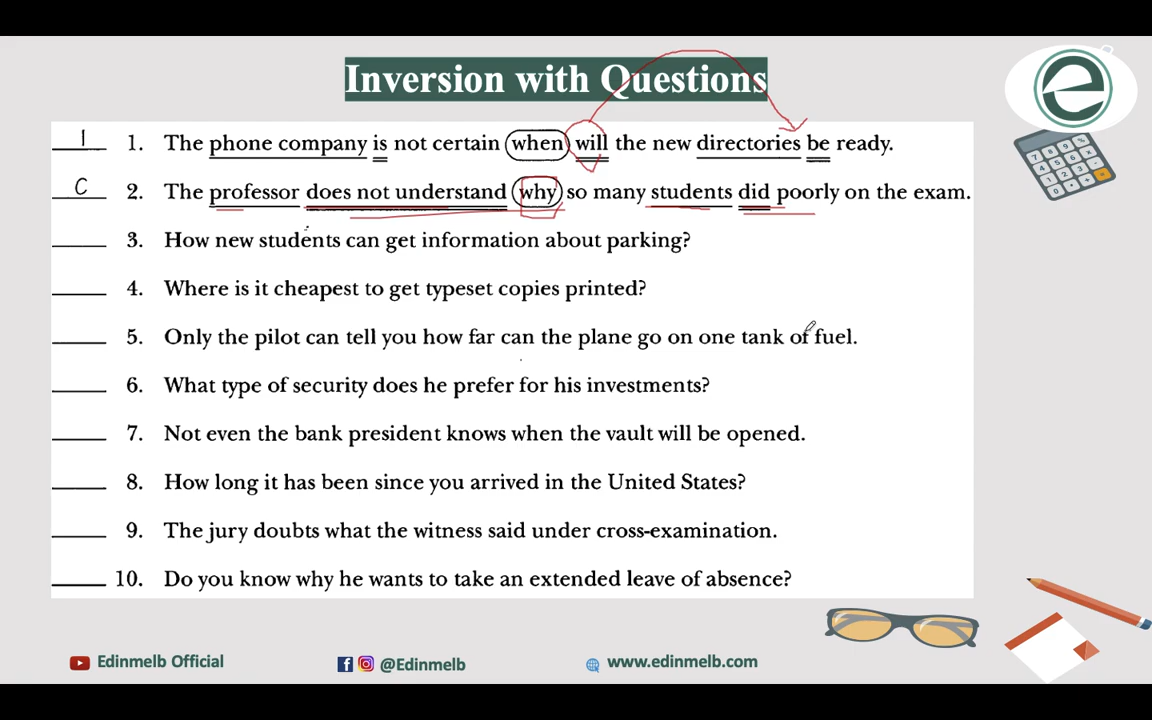 Inversion with Questions
I 1. The phone company is not certain when will the new directories be ready.
C 2. The professor does not understand why so many students did poorly on the exam.
3. How new students can get information about parking?
4. Where is it cheapest to get typeset copies printed?
5. Only the pilot can tell you how far can the plane go on one tank of fuel.
6. What type of security does he prefer for his investments?
7. Not even the bank president knows when the vault will be opened.
8. How long it has been since you arrived in the United States?
9. The jury doubts what the witness said under cross-examination.
10. Do you know why he wants to take an extended leave of absence?
Edinmelb Official @Edinmelb www.edinmelb.com